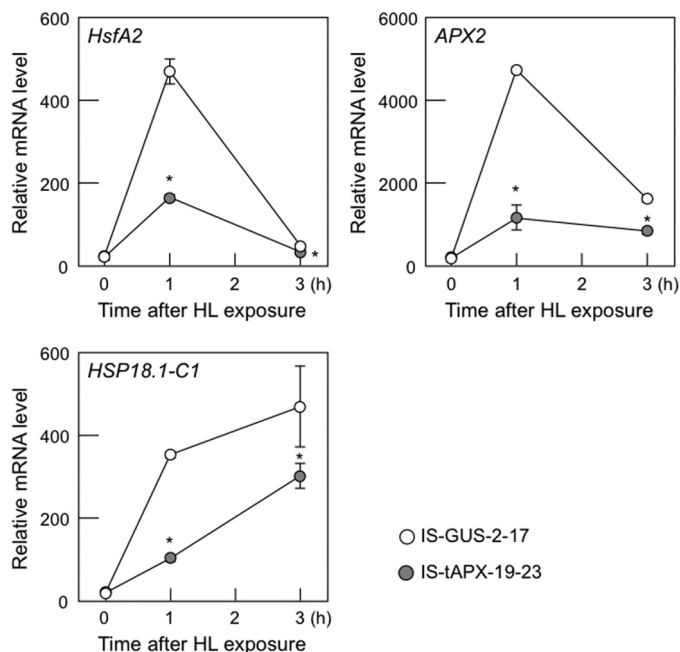 HsfA2
Relative mRNA level
600
400
200
0
0 1 2 3 (h)
Time after HL exposure
*
*
APX2
Relative mRNA level
6000
4000
2000
0
0 1 2 3 (h)
Time after HL exposure
*
*
HSP18.1-C1
Relative mRNA level
600
400
200
0
0 1 2 3 (h)
Time after HL exposure
*
*
IS-GUS-2-17
IS-tAPX-19-23